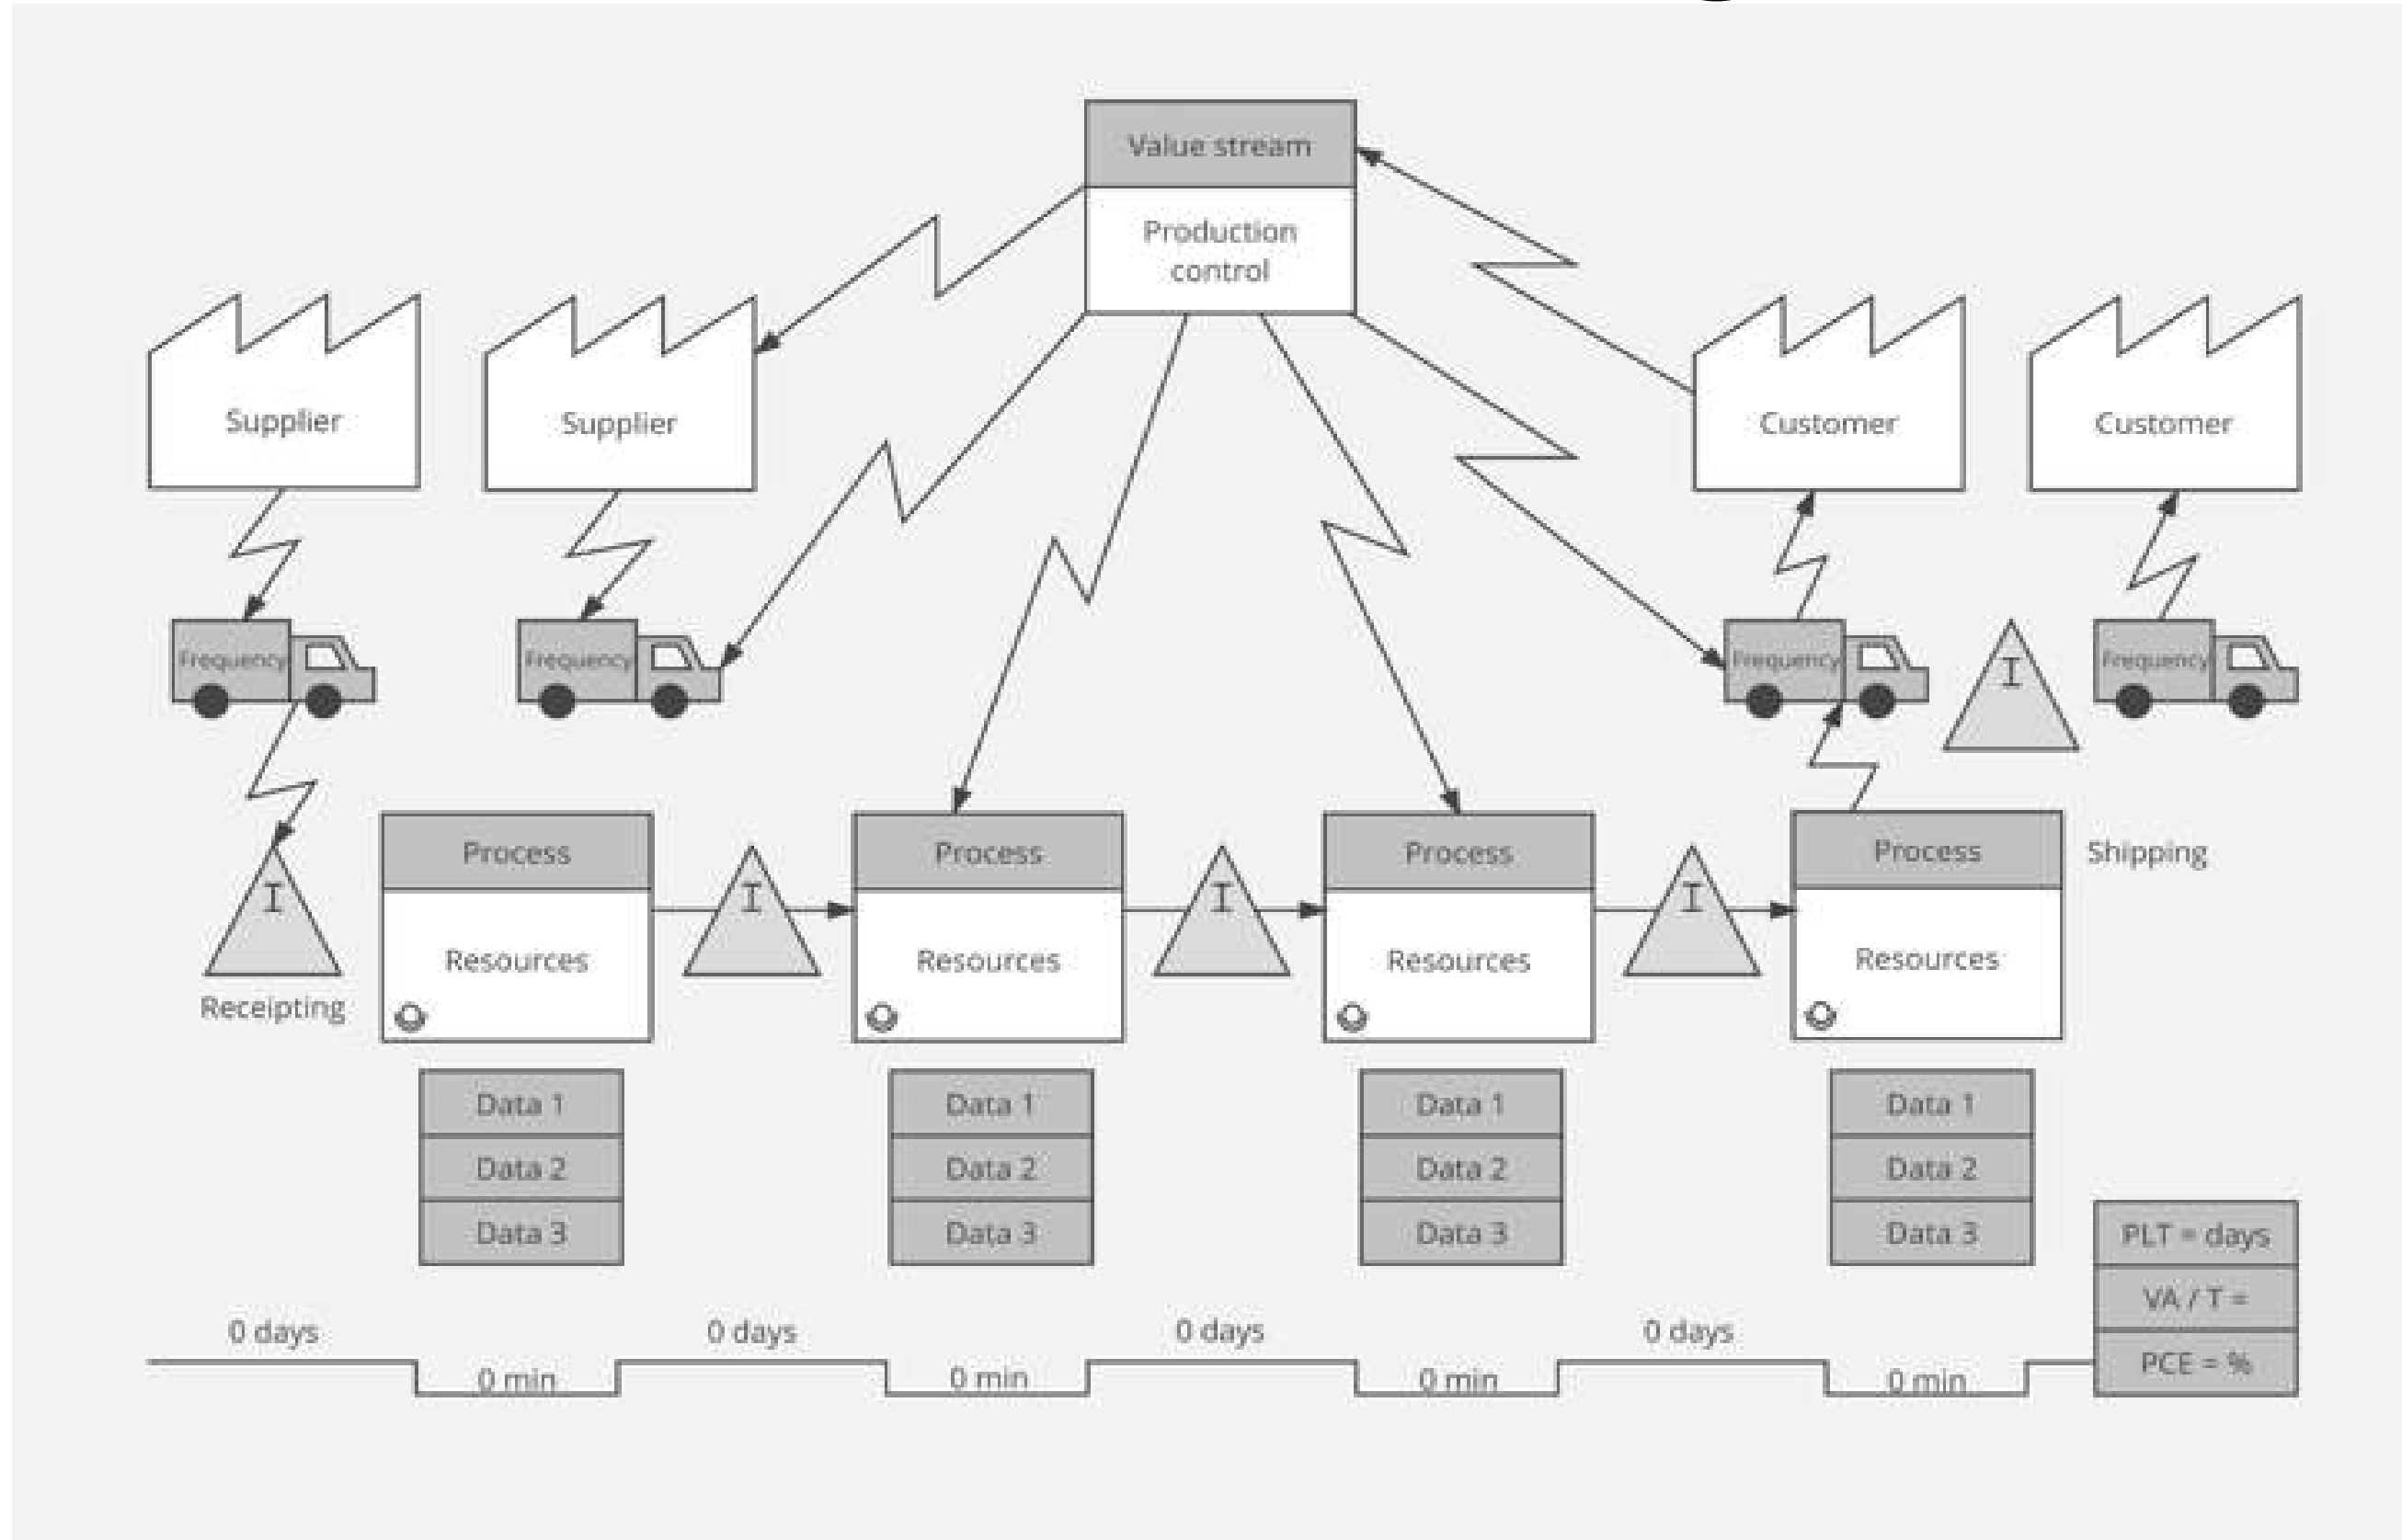 Value stream
Production
control
Supplier
Supplier
Customer
Customer
Frequency
Frequency
Frequency
I
Frequency
Process
Process
Process
Process
Shipping
I
I
I
I
Resources
Resources
Resources
Resources
Receipting
Data 1
Data 1
Data 1
Data 1
Data 2
Data 2
Data 2
Data 2
Data 3
Data 3
Data 3
Data 3
PLT = days
VA / T =
PCE = %
0 days
0 days
0 days
0 days
0 min
0 min
0 min
0 min